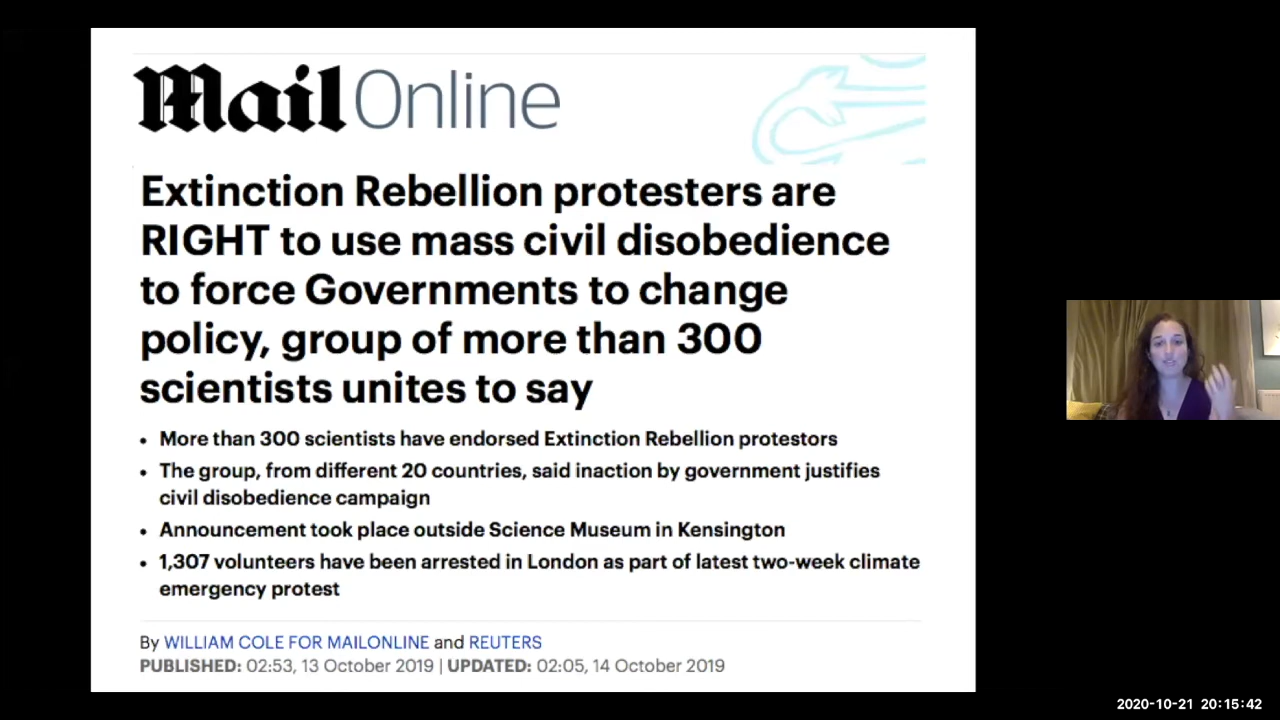 Mail Online
Extinction Rebellion protesters are
RIGHT to use mass civil disobedience
to force Governments to change
policy, group of more than 300
scientists unites to say
• More than 300 scientists have endorsed Extinction Rebellion protestors
• The group, from different 20 countries, said inaction by government justifies
civil disobedience campaign
• Announcement took place outside Science Museum in Kensington
• 1,307 volunteers have been arrested in London as part of latest two-week climate
emergency protest
By WILLIAM COLE FOR MAILONLINE and REUTERS
PUBLISHED: 02:53, 13 October 2019 | UPDATED: 02:05, 14 October 2019
2020-10-21 20:15:42